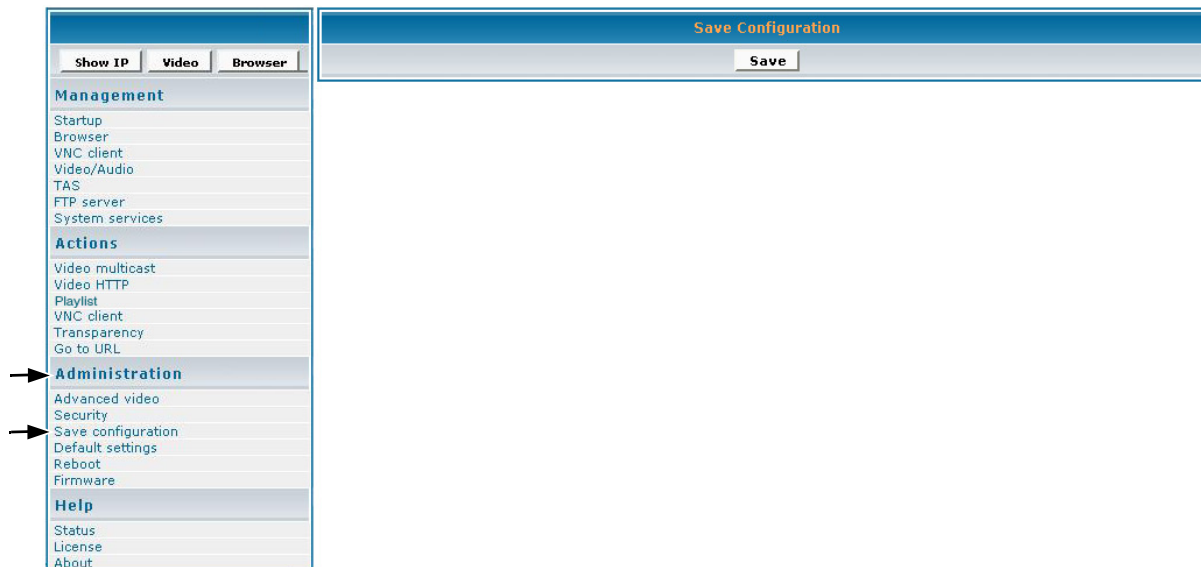 Save Configuration
Show IP Video Browser
Save
Management
Startup
Browser
VNC client
Video/Audio
TAS
FTP server
System services
Actions
Video multicast
Video HTTP
Playlist
VNC client
Transparency
Go to URL
Administration
Advanced video
Security
Save configuration
Default settings
Reboot
Firmware
Help
Status
License
About